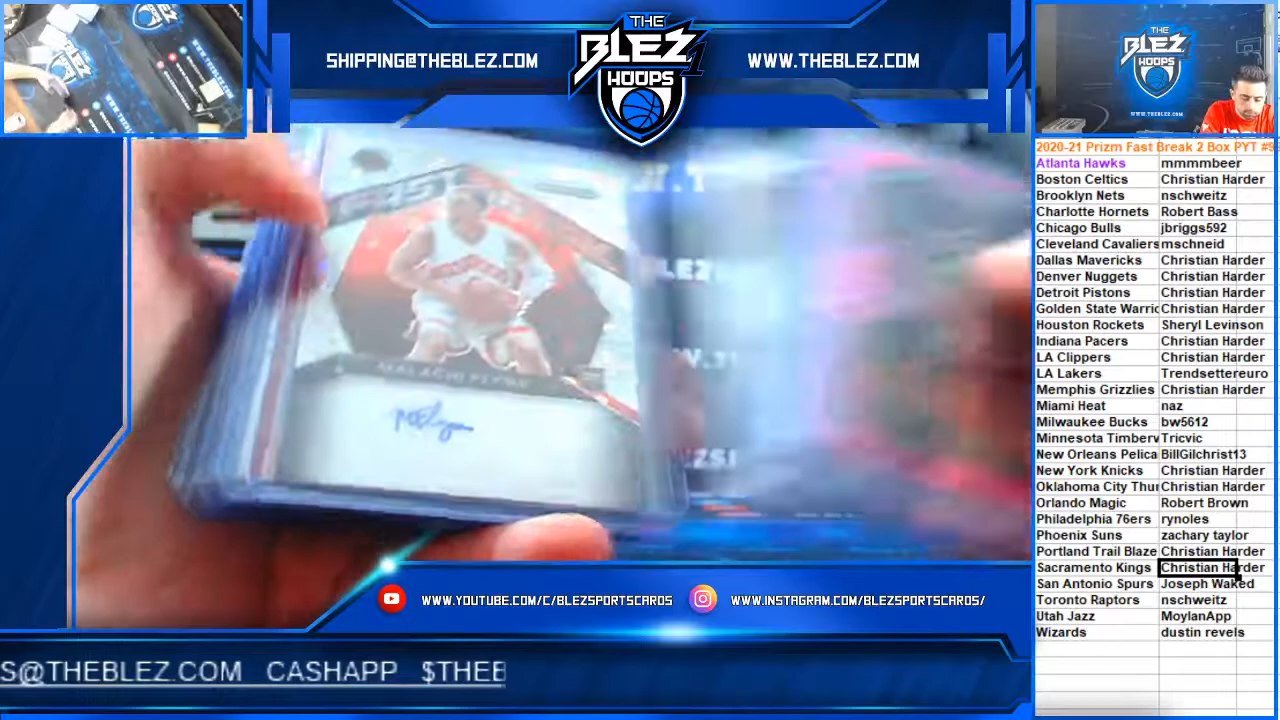 SHIPPING@THEBLEZ.COM
THE
BLEZ
HOOPS
1
WWW.THEBLEZ.COM
MALACHI FLYNN
WWW.YOUTUBE.COM/C/BLEZSPORTSCARDS
WWW.INSTAGRAM.COM/BLEZSPORTSCARDS/
S@THEBLEZ.COM CASHAPP $THEB
2020-21 Prizm Fast Break 2 Box PYT #9
Atlanta Hawks mmmmbeer
Boston Celtics Christian Harder
Brooklyn Nets nschweitz
Charlotte Hornets Robert Bass
Chicago Bulls jbriggs592
Cleveland Cavaliers mschneid
Dallas Mavericks Christian Harder
Denver Nuggets Christian Harder
Detroit Pistons Christian Harder
Golden State Warric Christian Harder
Houston Rockets Sheryl Levinson
Indiana Pacers Christian Harder
LA Clippers Christian Harder
LA Lakers Trendsettereuro
Memphis Grizzlies Christian Harder
Miami Heat naz
Milwaukee Bucks bw5612
Minnesota Timberv Tricvic
New Orleans Pelica BillGilchrist13
New York Knicks Christian Harder
Oklahoma City Thu Christian Harder
Orlando Magic Robert Brown
Philadelphia 76ers rynoles
Phoenix Suns zachary taylor
Portland Trail Blaze Christian Harder
Sacramento Kings Christian Harder
San Antonio Spurs Joseph Waked
Toronto Raptors nschweitz
Utah Jazz MoylanApp
Wizards dustin revels